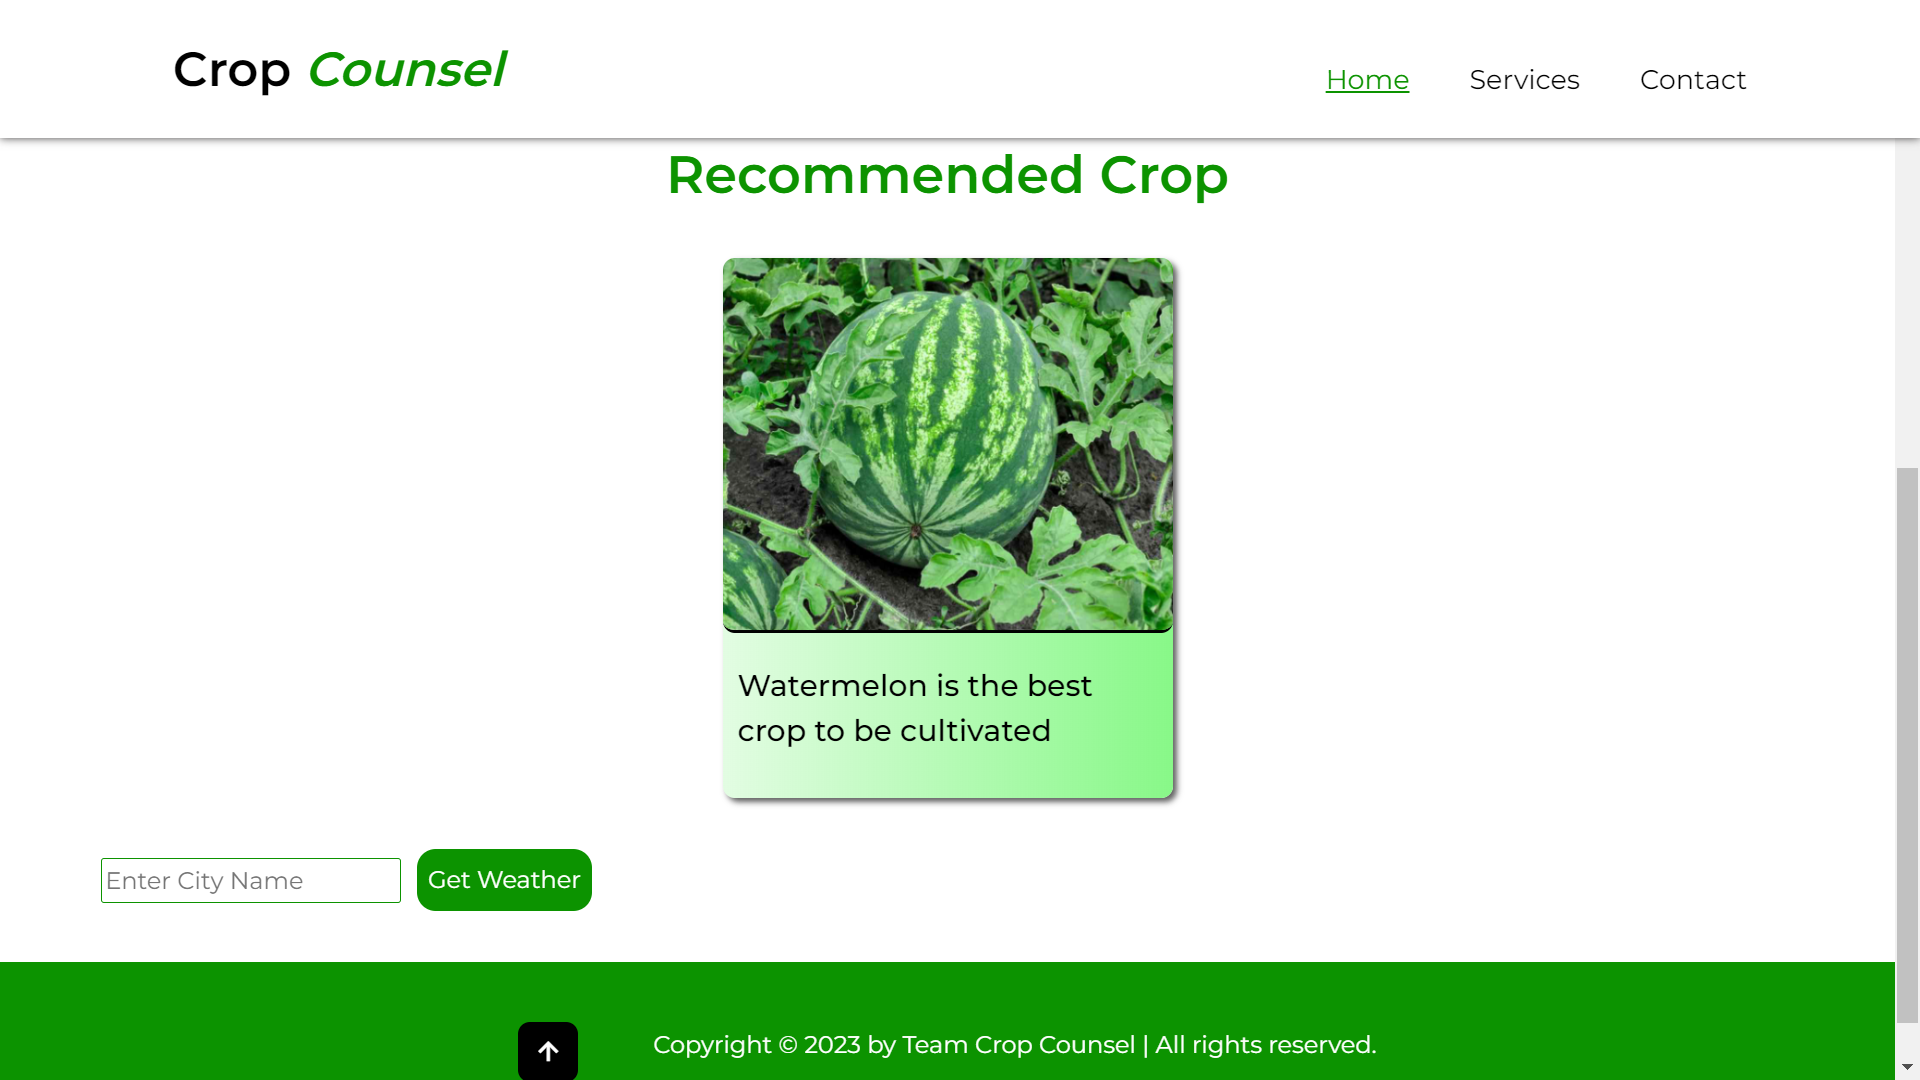 Crop Counsel
Home Services Contact
Recommended Crop
Watermelon is the best
crop to be cultivated
Enter City Name
Get Weather
Copyright © 2023 by Team Crop Counsel | All rights reserved.